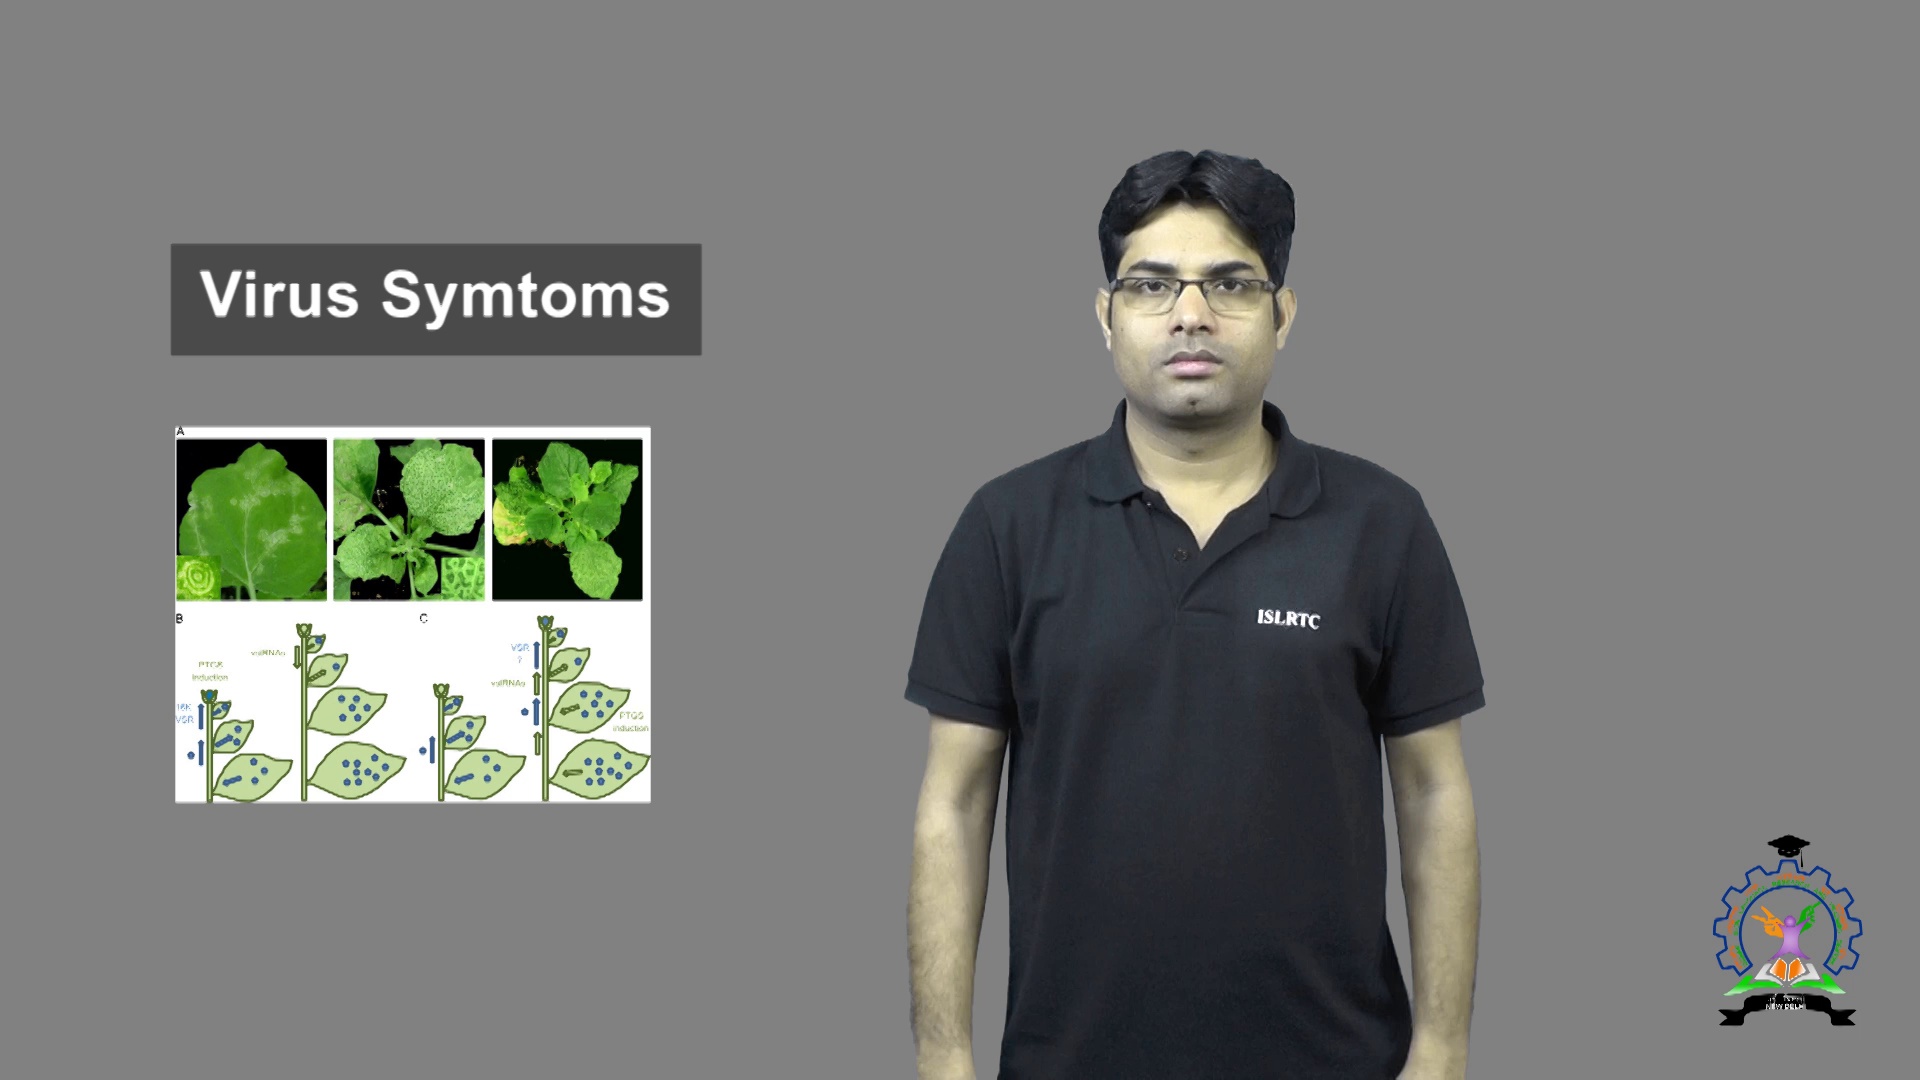 Virus Symtoms
A
B
C
PTGS
induction
vsiRNAs
16K
VSR
VSR
?
vsiRNAs
PTGS
induction
ISLRTC
NEW DELHI